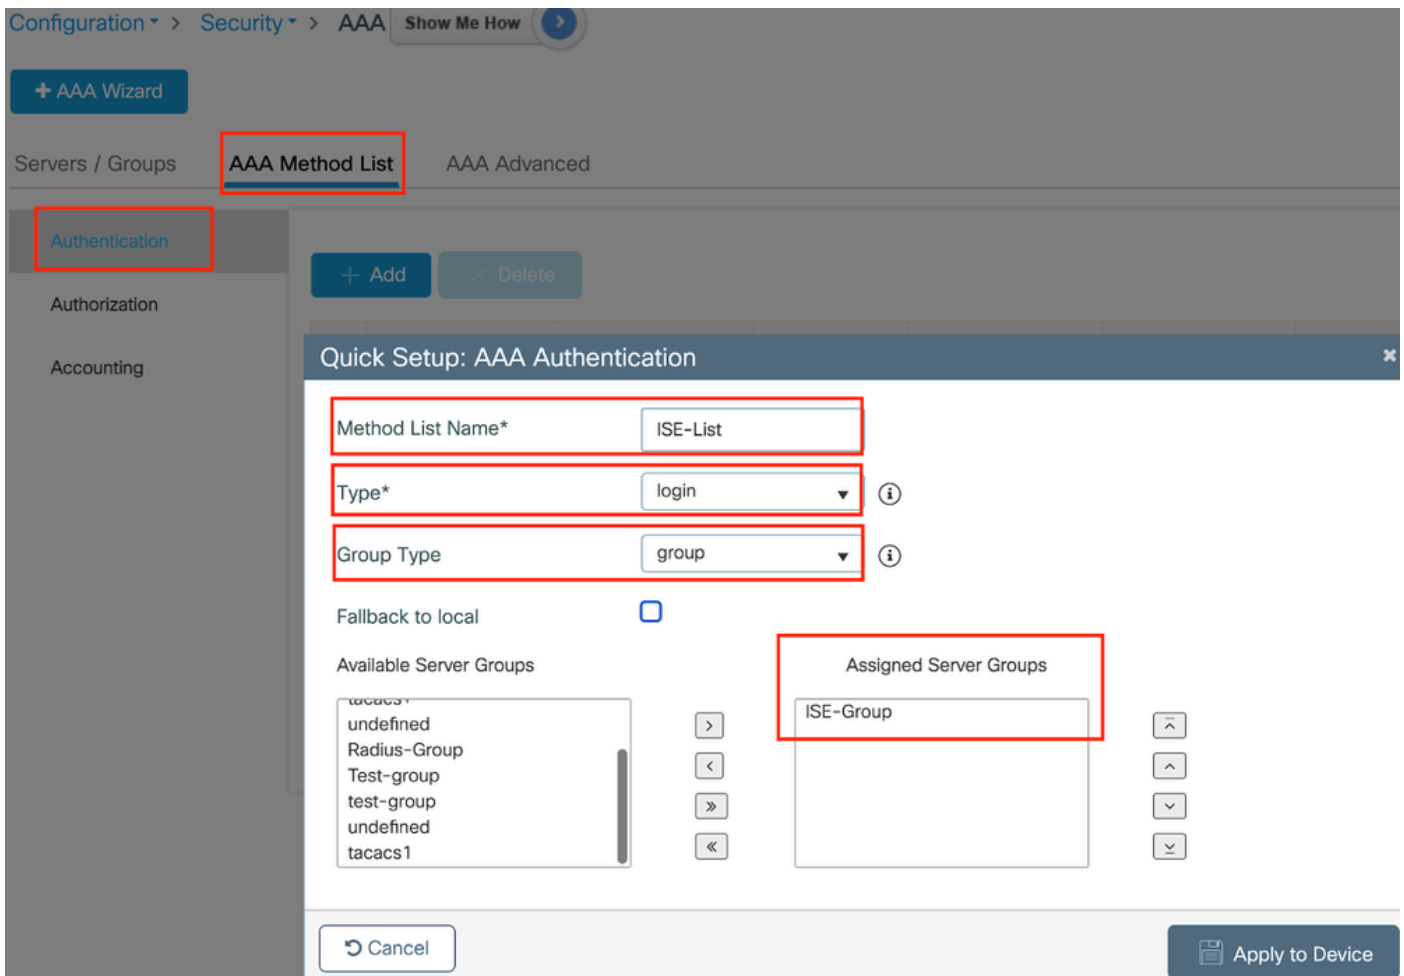 Configuration > Security > AAA Show Me How
+ AAA Wizard
Servers / Groups AAA Method List AAA Advanced
Authentication
Authorization
Accounting
+ Add × Delete
Quick Setup: AAA Authentication
Method List Name* ISE-List
Type* login
Group Type group
Fallback to local
Available Server Groups Assigned Server Groups
undefined
Radius-Group
Test-group
test-group
undefined
tacacs1
ISE-Group
Cancel Apply to Device